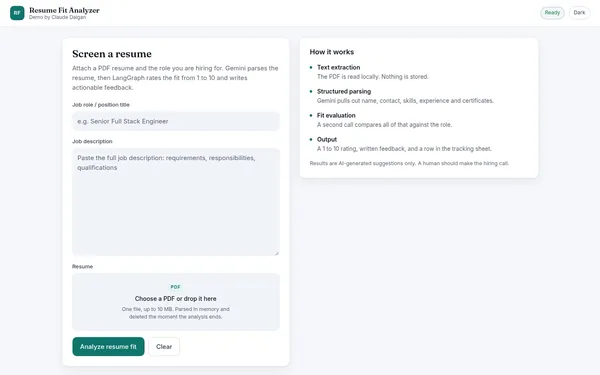 RF
Resume Fit Analyzer
Demo by Claude Daigan
Ready
Dark
Screen a resume
Attach a PDF resume and the role you are hiring for. Gemini parses the
resume, then LangGraph rates the fit from 1 to 10 and writes
actionable feedback.
Job role / position title
e.g. Senior Full Stack Engineer
Job description
Paste the full job description: requirements, responsibilities,
qualifications
Resume
PDF
Choose a PDF or drop it here
One file, up to 10 MB. Parsed in memory and
deleted the moment the analysis ends.
Analyze resume fit
Clear
How it works
Text extraction
The PDF is read locally. Nothing is stored.
Structured parsing
Gemini pulls out name, contact, skills, experience and certificates.
Fit evaluation
A second call compares all of that against the role.
Output
A 1 to 10 rating, written feedback, and a row in the tracking sheet.
Results are AI-generated suggestions only. A human should make the hiring call.